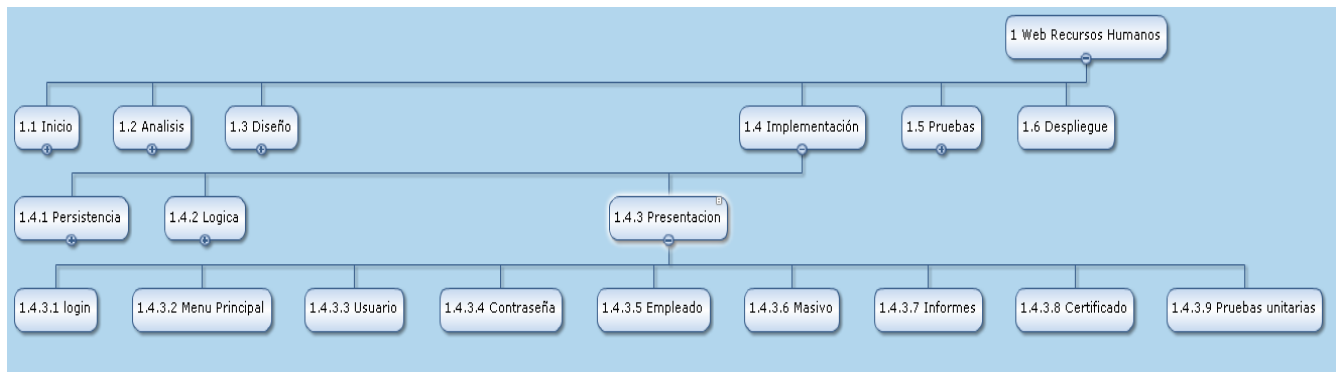 1 Web Recursos Humanos
1.1 Inicio
1.2 Analisis
1.3 Diseño
1.4 Implementación
1.5 Pruebas
1.6 Despliegue
1.4.1 Persistencia
1.4.2 Logica
1.4.3 Presentacion
1.4.3.1 login
1.4.3.2 Menu Principal
1.4.3.3 Usuario
1.4.3.4 Contraseña
1.4.3.5 Empleado
1.4.3.6 Masivo
1.4.3.7 Informes
1.4.3.8 Certificado
1.4.3.9 Pruebas unitarias